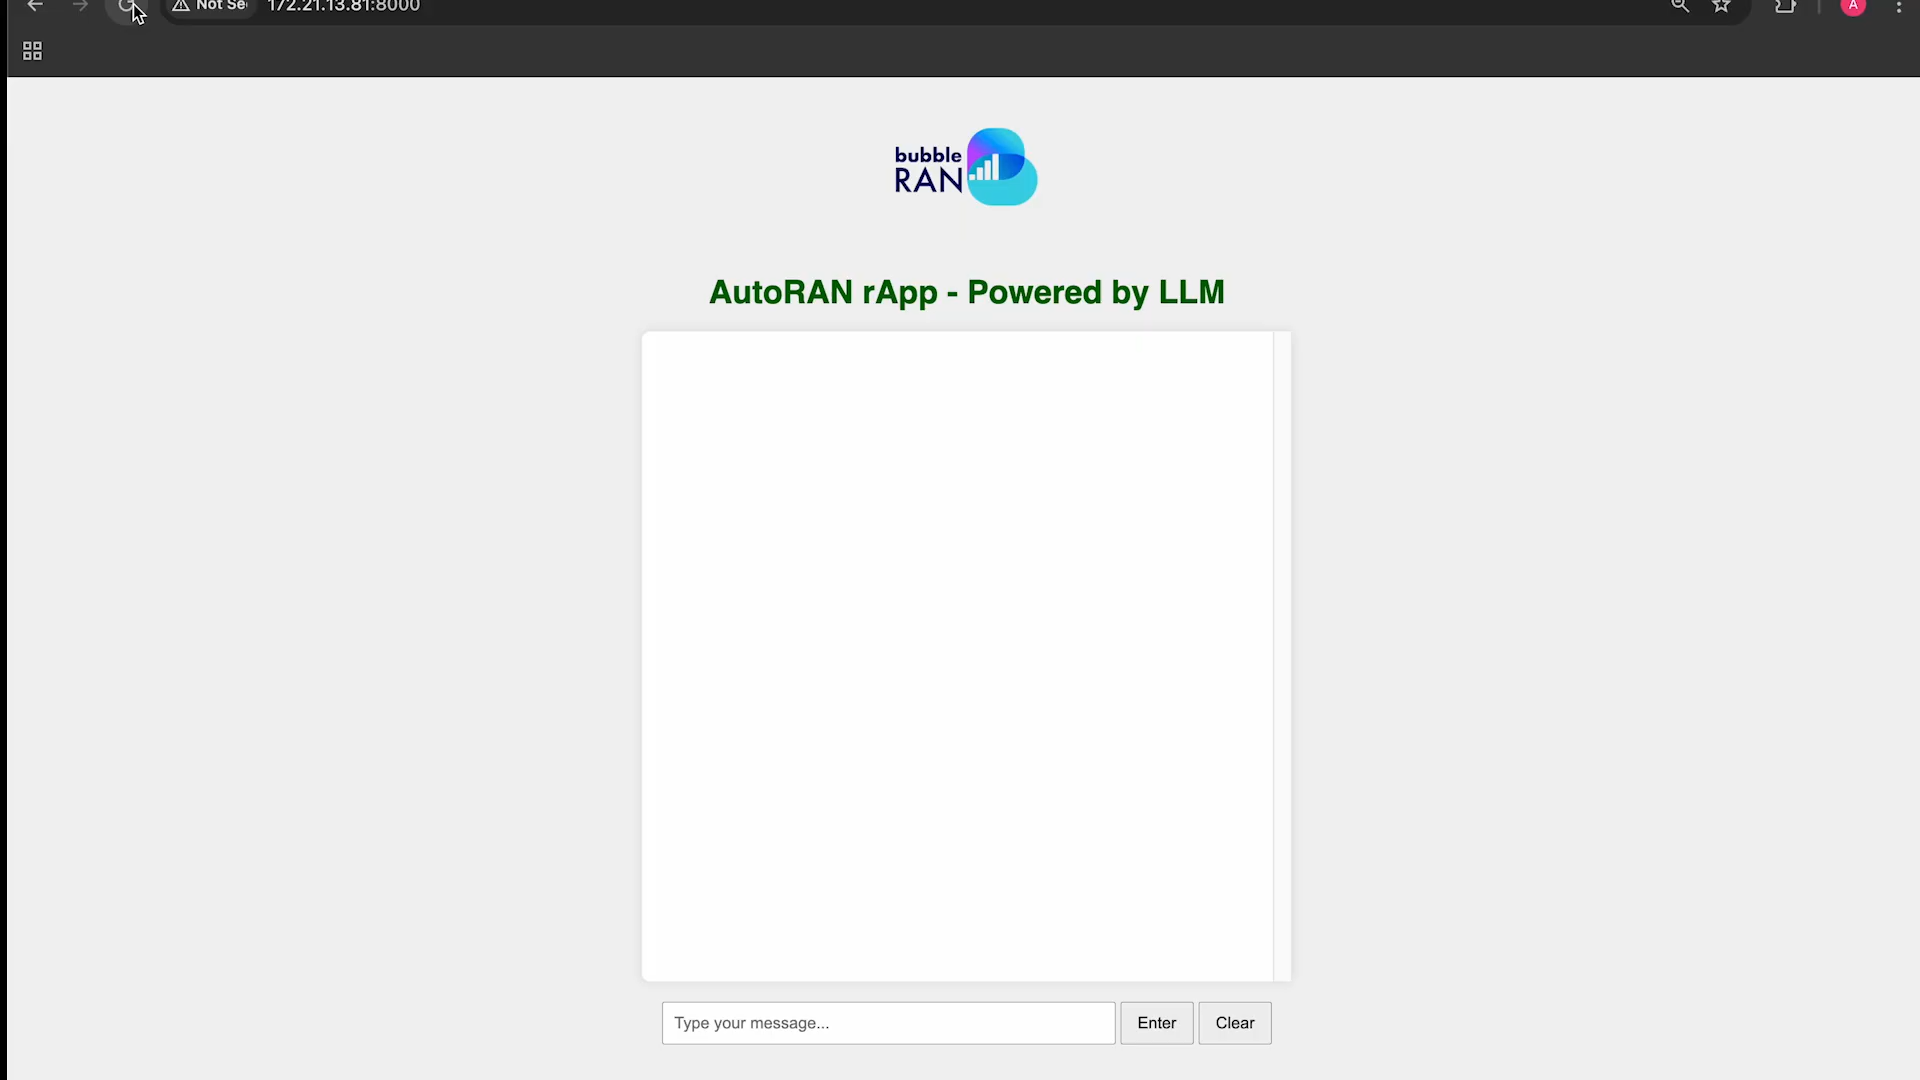 Not Se
172.21.13.81:8000
A
bubble
RAN
AutoRAN rApp - Powered by LLM
Type your message...
Enter
Clear